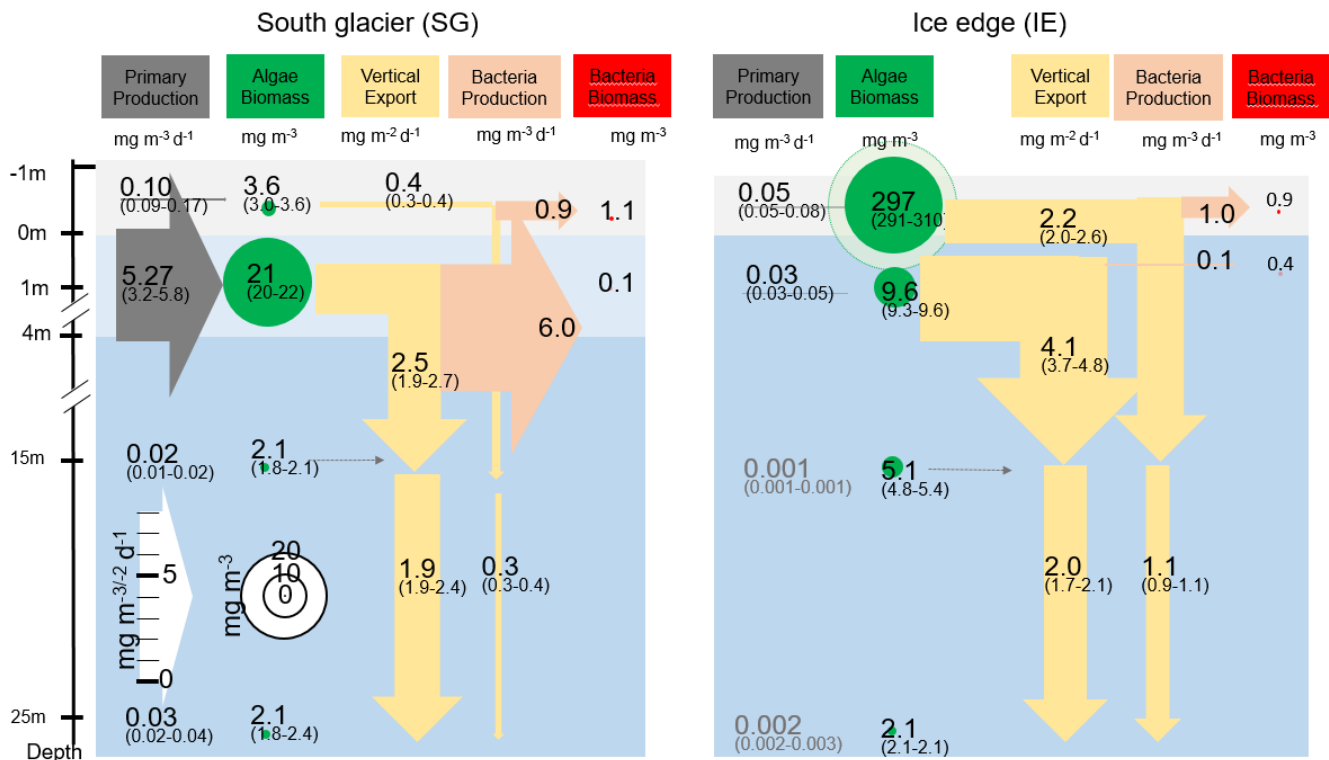 South glacier (SG)
Primary
Production
Algae
Biomass
Vertical
Export
Bacteria
Production
Bacteria
Biomass
mg m-3 d-1
mg m-3
mg m-2 d-1
mg m-3 d-1
mg m-3
-1m
0m
1m
4m
15m
25m
Depth
0.10
(0.09-0.17)
3.6
(3.0-3.6)
0.4
(0.3-0.4)
0.9
1.1
5.27
(3.2-5.8)
21
(20-22)
0.1
6.0
2.5
(1.9-2.7)
0.02
(0.01-0.02)
2.1
(1.8-2.1)
mg m-3/-2 d-1
5
0
mg m-3
20
10
0
1.9
(1.9-2.4)
0.3
(0.3-0.4)
0.03
(0.02-0.04)
2.1
(1.8-2.4)
Ice edge (IE)
Primary
Production
Algae
Biomass
Vertical
Export
Bacteria
Production
Bacteria
Biomass
mg m-3 d-1
mg m-3
mg m-2 d-1
mg m-3 d-1
mg m-3
0.05
(0.05-0.08)
297
(291-310)
2.2
(2.0-2.6)
1.0
0.9
0.03
(0.03-0.05)
9.6
(9.3-9.6)
0.1
0.4
4.1
(3.7-4.8)
0.001
(0.001-0.001)
5.1
(4.8-5.4)
2.0
(1.7-2.1)
1.1
(0.9-1.1)
0.002
(0.002-0.003)
2.1
(2.1-2.1)